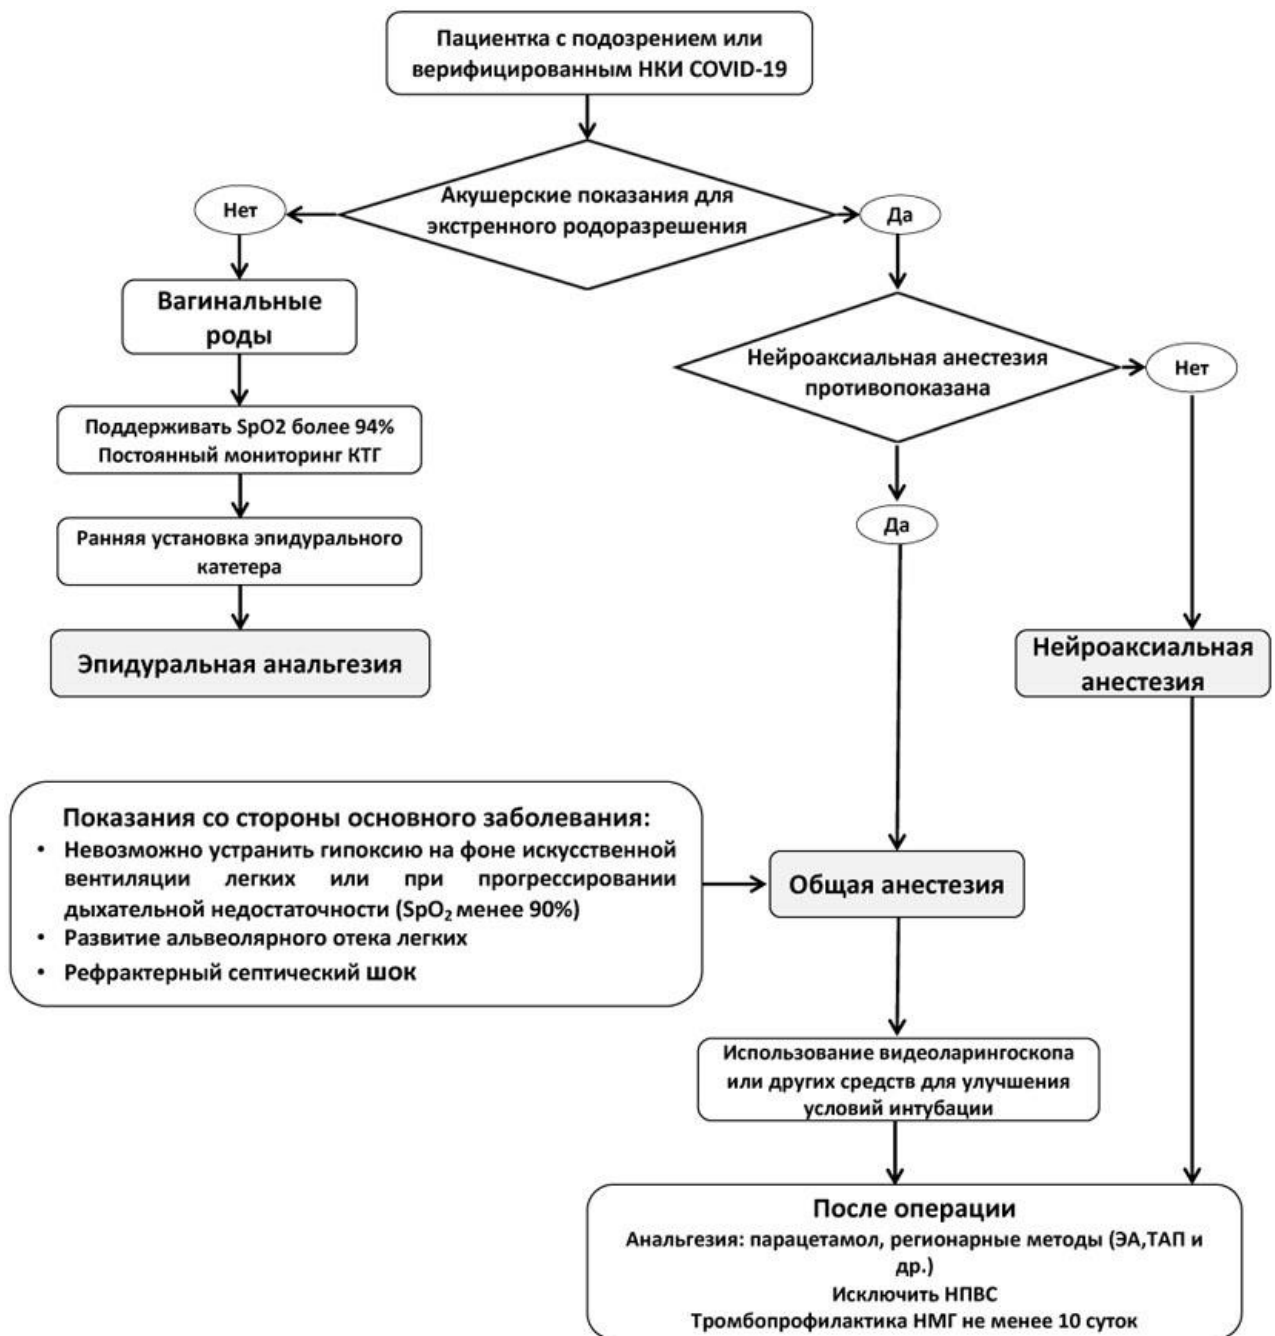 Пациентка с подозрением или
верифицированным НКИ COVID-19
Акушерские показания для
экстренного родоразрешения
Нет
Да
Вагинальные
роды
Нейроаксиальная анестезия
противопоказана
Нет
Поддерживать SpO2 более 94%
Постоянный мониторинг КТГ
Да
Ранняя установка эпидурального
катетера
Эпидуральная анальгезия
Нейроаксиальная
анестезия
Показания со стороны основного заболевания:
• Невозможно устранить гипоксию на фоне искусственной
вентиляции легких или при прогрессировании
дыхательной недостаточности (SpO₂ менее 90%)
• Развитие альвеолярного отека легких
• Рефрактерный септический шок
Общая анестезия
Использование видеоларингоскопа
или других средств для улучшения
условий интубации
После операции
Анальгезия: парацетамол, регионарные методы (ЭА,ТАП и
др.)
Исключить НПВС
Тромбопрофилактика НМГ не менее 10 суток